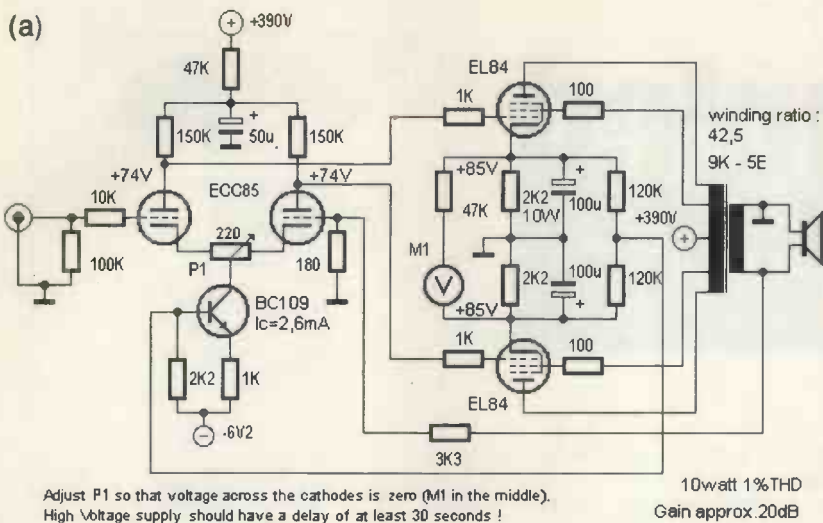 (a)
+390V
47K
+
50u
150K
150K
+74V
+74V
ECC85
10K
100K
220
P1
180
BC109
Ic=2,6mA
2K2
1K
-6V2
EL84
1K
100
winding ratio :
42,5
9K - 5E
+85V
+
2K2
10W
100u
120K
47K
+390V
M1
V
2K2
100u
120K
+85V
+
1K
100
EL84
3K3
10watt 1%THD
Gain approx.20dB
Adjust P1 so that voltage across the cathodes is zero (M1 in the middle).
High Voltage supply should have a delay of at least 30 seconds !